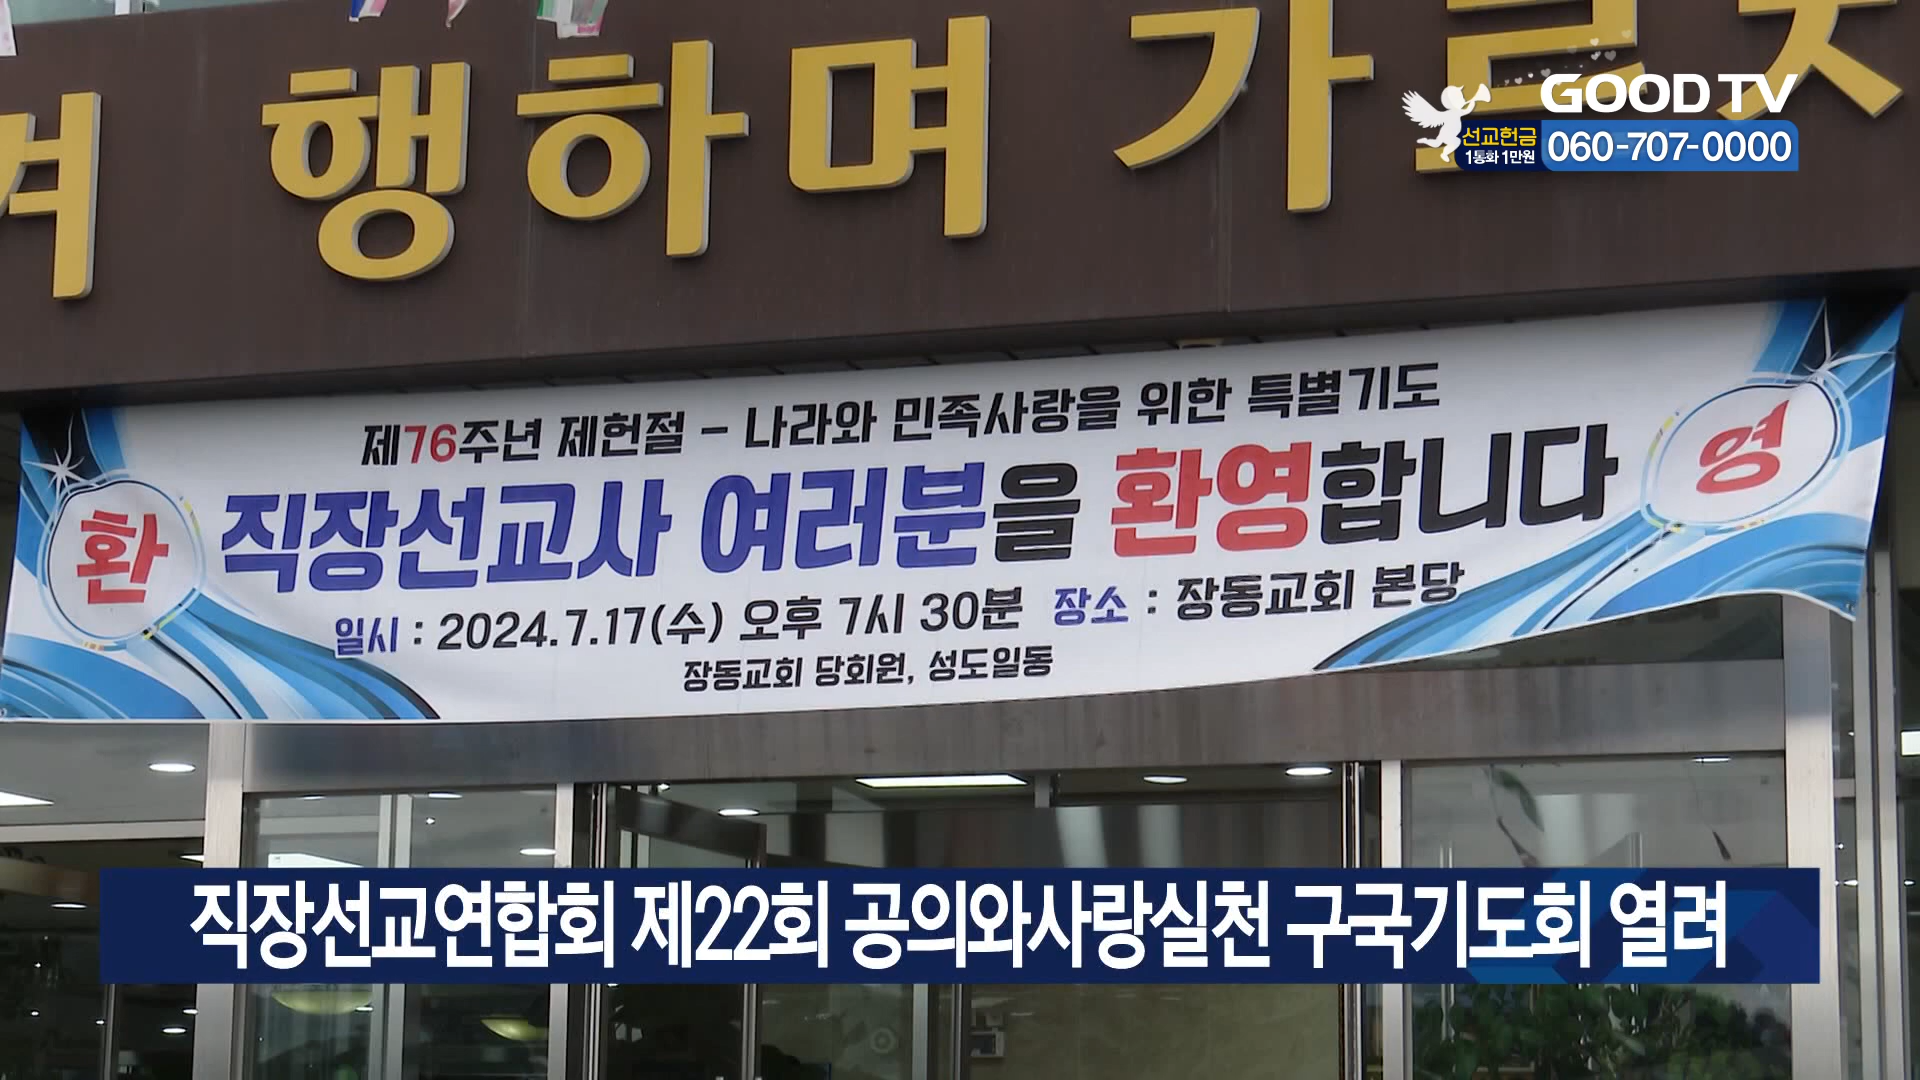 행하며
GOOD TV
선교헌금
1통화 1만원
060-707-0000
제76주년 제헌절 - 나라와 민족사랑을 위한 특별기도
환
직장선교사 여러분을 환영합니다
영
일시 : 2024.7.17(수) 오후 7시 30분 장소 : 장동교회 본당
장동교회 당회원, 성도일동
직장선교연합회 제22회 공의와사랑실천 구국기도회 열려